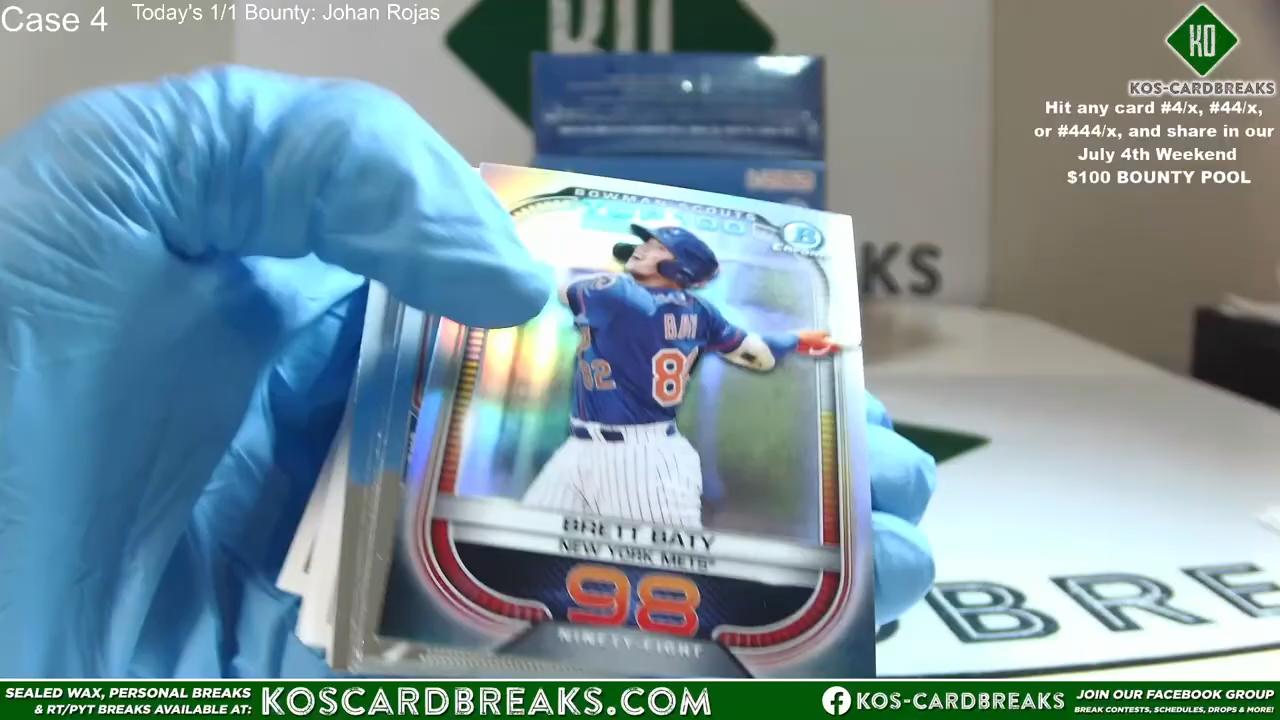 Case 4
Today's 1/1 Bounty: Johan Rojas
KO
KOS-CARDBREAKS
Hit any card #4/x, #44/x,
or #444/x, and share in our
July 4th Weekend
$100 BOUNTY POOL
BOWMAN SCOUTS
B
BRETT BATY
NEW YORK METS
98
NINETY-EIGHT
KS
BRE
SEALED WAX, PERSONAL BREAKS
& RT/PYT BREAKS AVAILABLE AT:
KOSCARDBREAKS.COM
KOS-CARDBREAKS
JOIN OUR FACEBOOK GROUP
BREAK CONTESTS, SCHEDULES, DROPS & MORE!